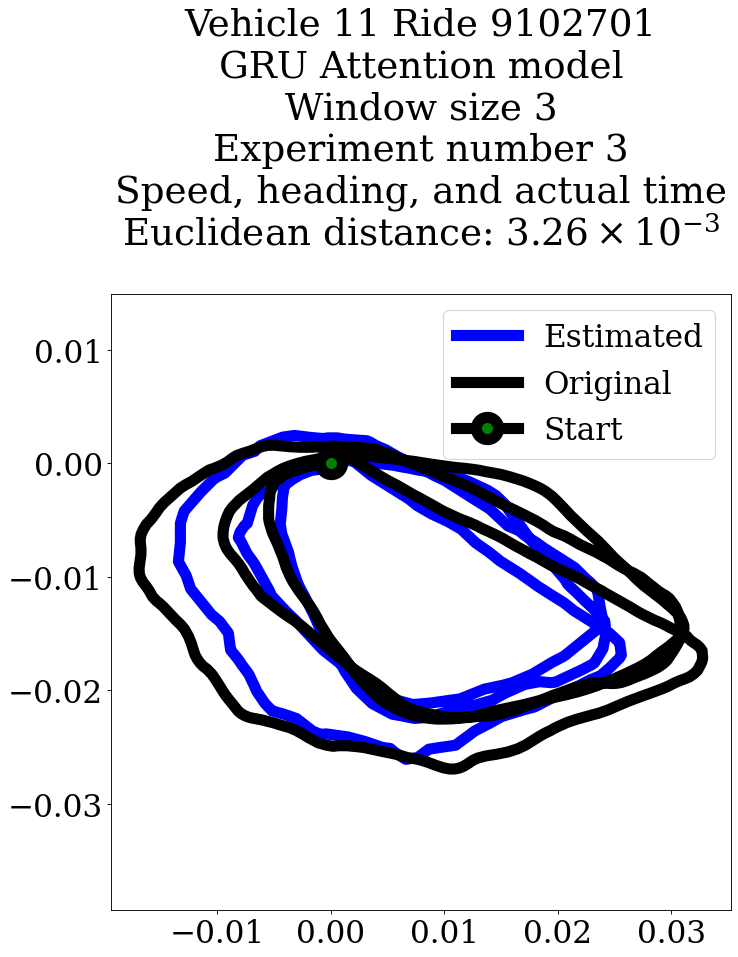 Vehicle 11 Ride 9102701
GRU Attention model
Window size 3
Experiment number 3
Speed, heading, and actual time
Euclidean distance: 3.26 × 10⁻³
Estimated
Original
Start
0.01
0.00
−0.01
−0.02
−0.03
−0.01 0.00 0.01 0.02 0.03